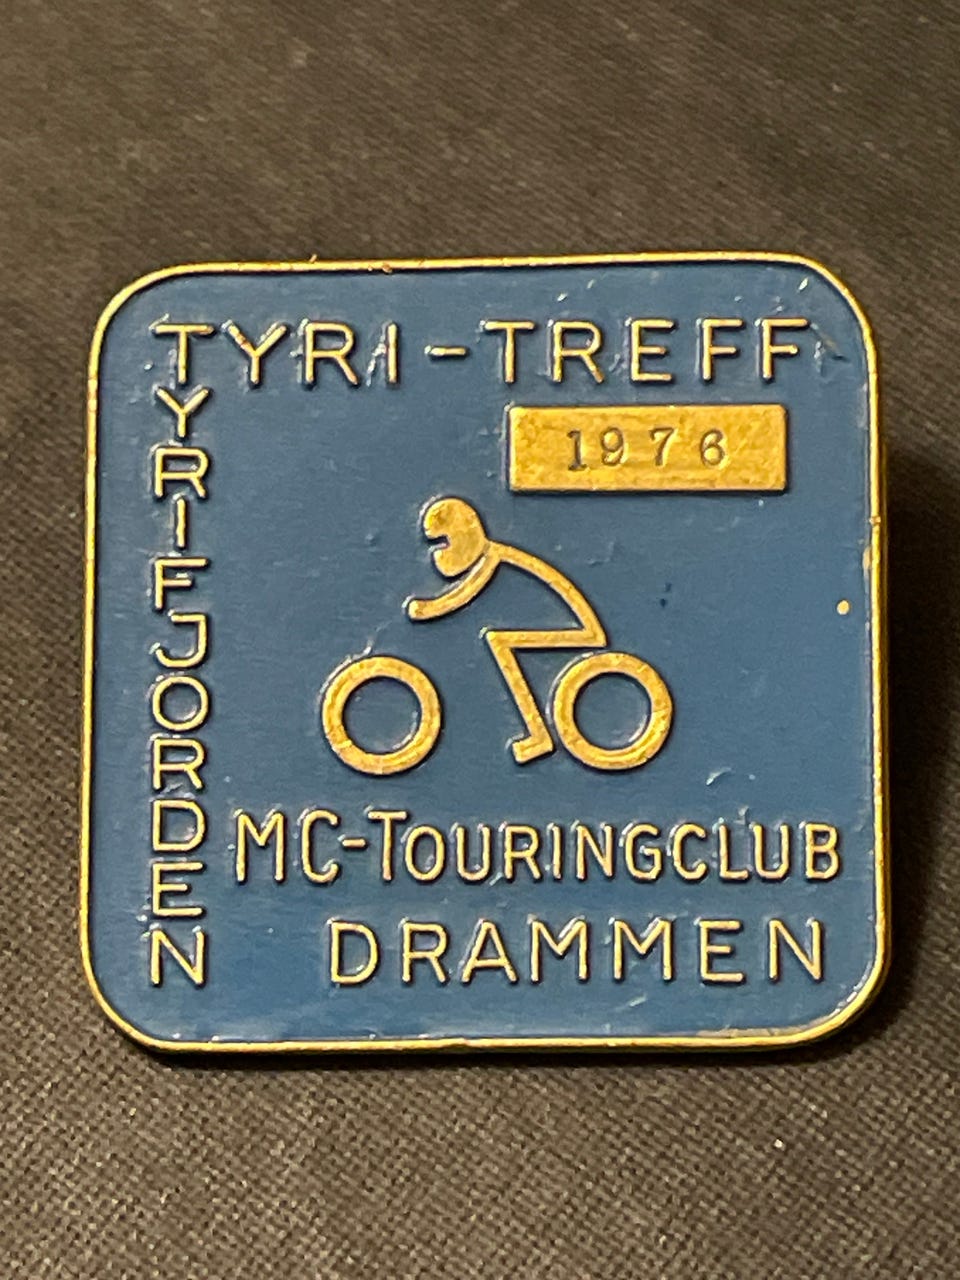 TYRI-TREFF
1976
TYRIFJORDEN
MC-TOURINGCLUB
DRAMMEN